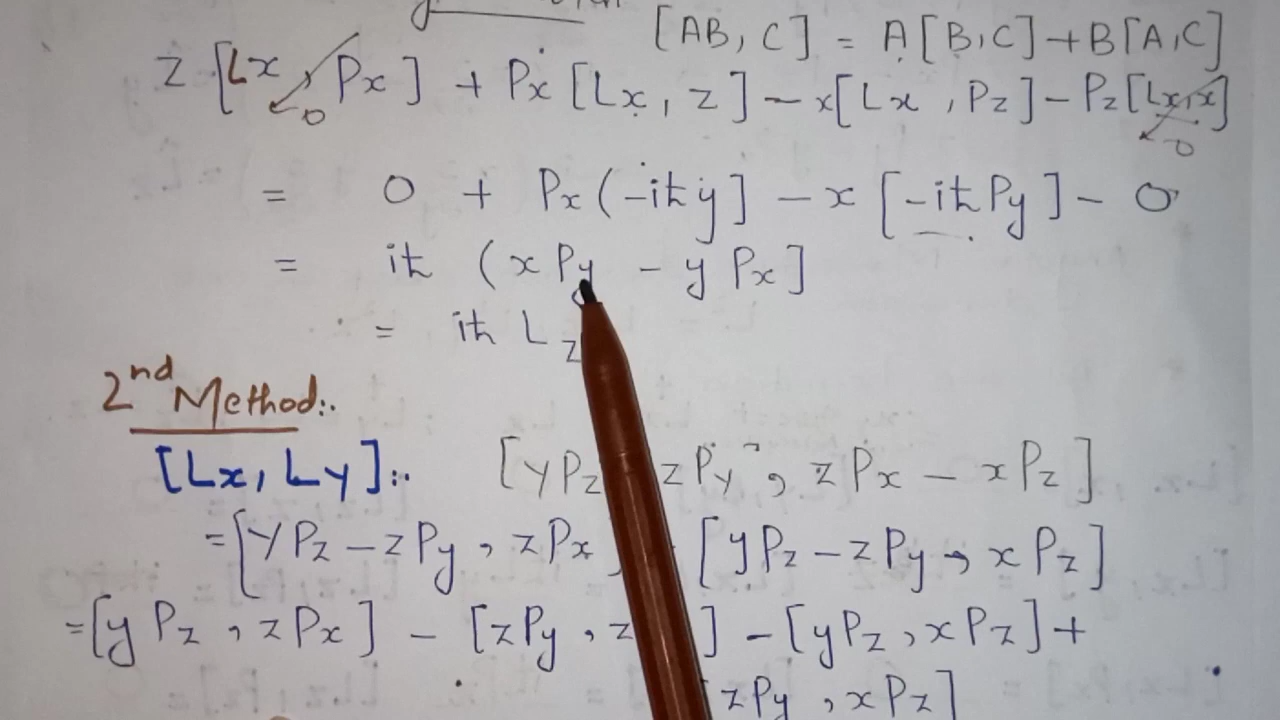 [AB, C] = A[B,C]+B[A,C]
z [Lx, Px] + Px [Lx, z] - x[Lx, Pz] - Pz[Lx,x]
0 0
= 0 + Px(-iħy] - x [-iħPy] - 0
= iħ (xPy - yPx]
= iħ Lz
2nd Method:.
[Lx, Ly]:. [yPz zPy, zPx - xPz]
=[yPz - zPy, zPx [yPz - zPy, xPz]
=[yPz, zPx] - [zPy, z ] - [yPz, xPz] +
[zPy, xPz]